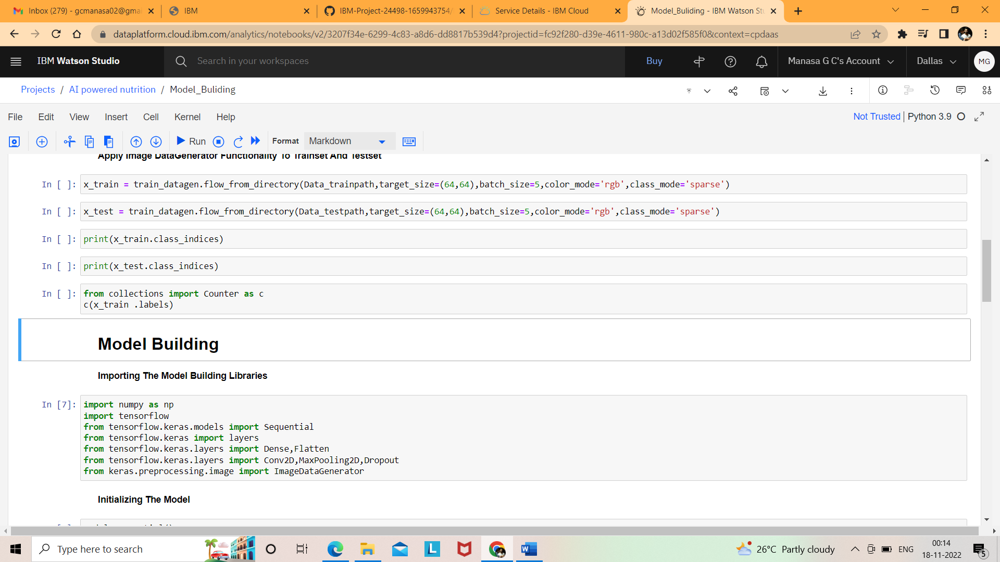 Inbox (279) - gcmanasa02@gmai
IBM
IBM-Project-24498-1659943754/
Service Details - IBM Cloud
Model_Buliding - IBM Watson Stu
dataplatform.cloud.ibm.com/analytics/notebooks/v2/3207f34e-6299-4c83-a8d6-dd8817b539d4?projectid=fc92f280-d39e-4611-980c-a13d02f585f0&context=cpdaas
IBM Watson Studio
Search in your workspaces
Buy
Manasa G C's Account
Dallas
MG
Projects / AI powered nutrition / Model_Buliding
File Edit View Insert Cell Kernel Help
Not Trusted
Python 3.9
Run
Format
Markdown
Apply Image DataGenerator Functionality To Trainset And Testset
In [ ]: x_train = train_datagen.flow_from_directory(Data_trainpath,target_size=(64,64),batch_size=5,color_mode='rgb',class_mode='sparse')
In [ ]: x_test = train_datagen.flow_from_directory(Data_testpath,target_size=(64,64),batch_size=5,color_mode='rgb',class_mode='sparse')
In [ ]: print(x_train.class_indices)
In [ ]: print(x_test.class_indices)
In [ ]: from collections import Counter as c
c(x_train .labels)
Model Building
Importing The Model Building Libraries
In [7]: import numpy as np
import tensorflow
from tensorflow.keras.models import Sequential
from tensorflow.keras import layers
from tensorflow.keras.layers import Dense,Flatten
from tensorflow.keras.layers import Conv2D,MaxPooling2D,Dropout
from keras.preprocessing.image import ImageDataGenerator
Initializing The Model
Type here to search
26°C Partly cloudy
ENG
00:14
18-11-2022
5